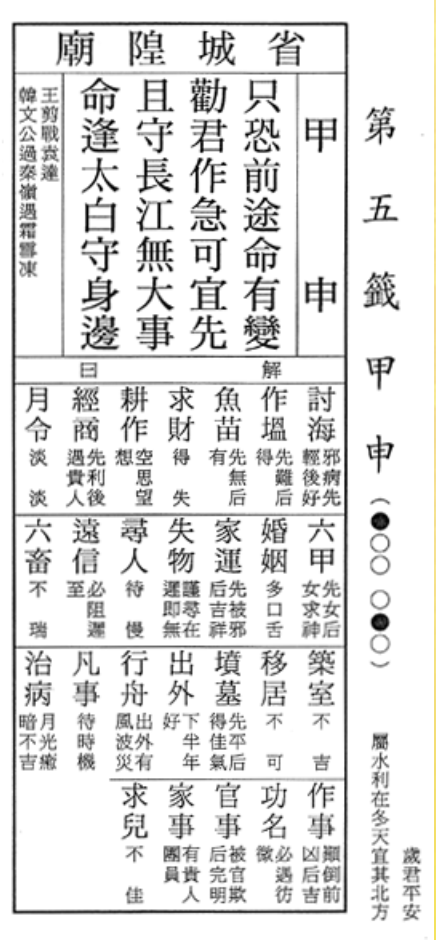 第五籤甲申（●○○ ○●○）
屬水利在冬天宜其北方
歲君平安
省城隍廟
甲申
只恐前途命有變
勸君作急可宜先
且守長江無大事
命逢太白守身邊
王剪戰袁達
韓文公過秦嶺遇霜雪凍
解曰
討海 邪病先輕後好
作塭 先難后得
魚苗 先無后有
求財 得失
耕作 空思望想
經商 先利後遇貴人
月令 淡淡
六甲 先女后女求神
婚姻 多口舌
家運 先被邪后吉祥
失物 謹尋在遲即無
尋人 待慢
遠信 必阻遲至
六畜 不瑞
築室 不吉
移居 不可
墳墓 先平后得佳氣
出外 下半年好
行舟 出外有風波災
凡事 待時機
治病 月光癒暗不吉
作事 顛倒前凶后吉
功名 必遇彷徵
官事 被官欺后完明
家事 有貴人團員
求兒 不佳